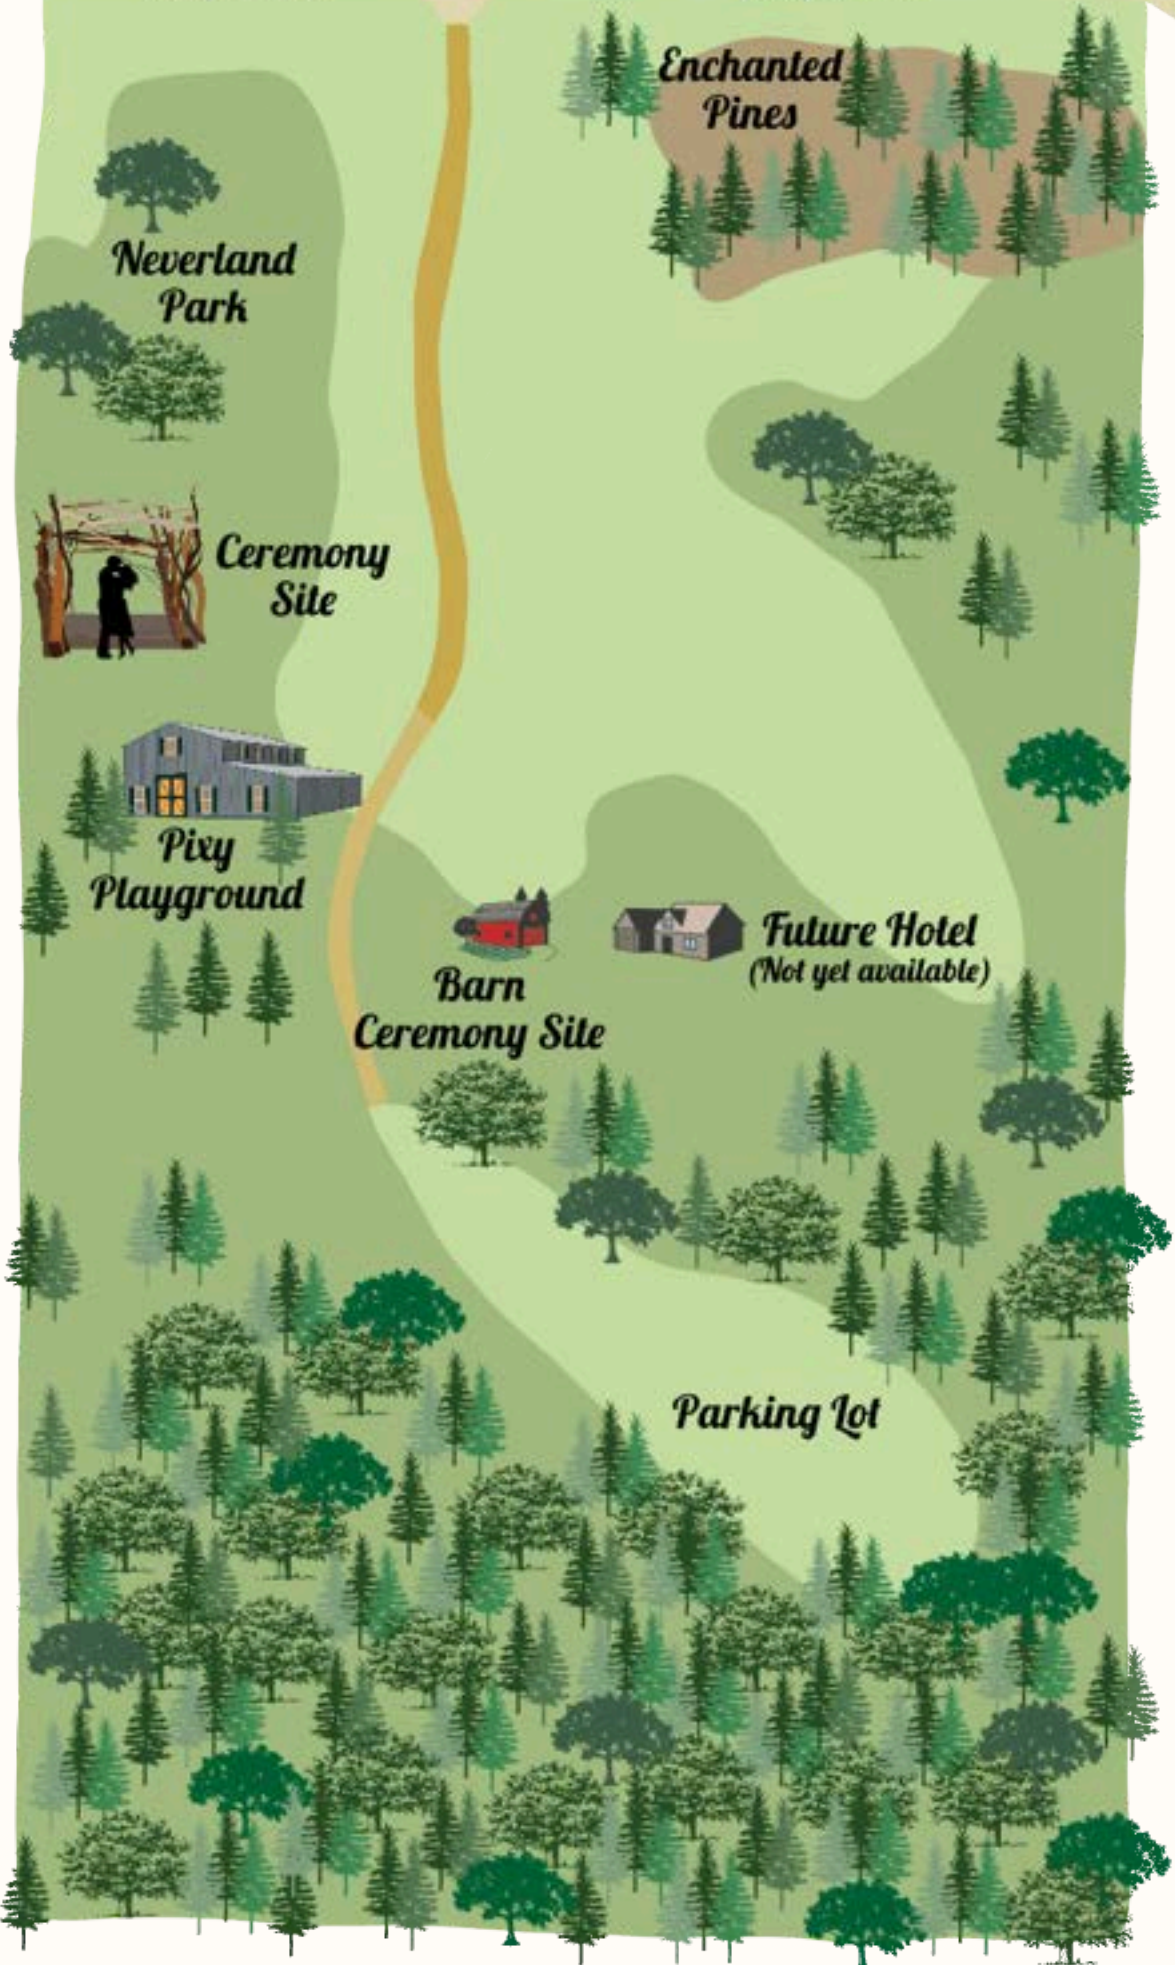 Enchanted
Pines
Neverland
Park
Ceremony
Site
Pixy
Playground
Future Hotel
(Not yet available)
Barn
Ceremony Site
Parking Lot